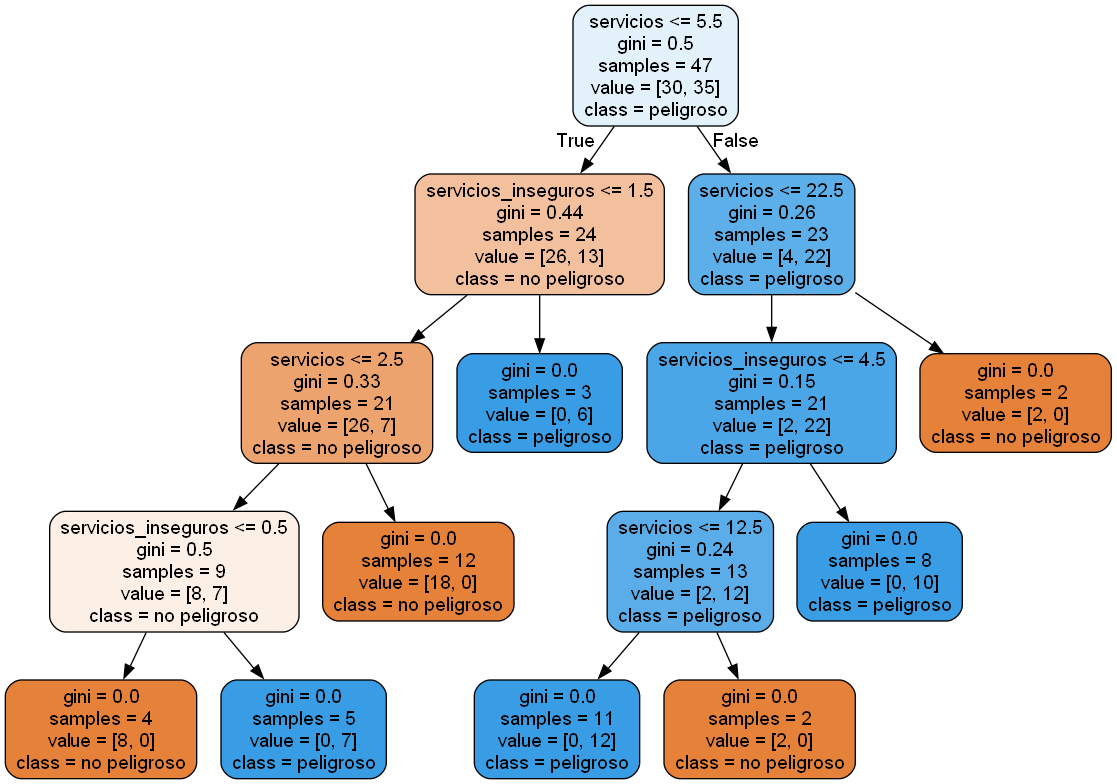 servicios <= 5.5
gini = 0.5
samples = 47
value = [30, 35]
class = peligroso
True
False
servicios_inseguros <= 1.5
gini = 0.44
samples = 24
value = [26, 13]
class = no peligroso
servicios <= 22.5
gini = 0.26
samples = 23
value = [4, 22]
class = peligroso
servicios <= 2.5
gini = 0.33
samples = 21
value = [26, 7]
class = no peligroso
gini = 0.0
samples = 3
value = [0, 6]
class = peligroso
servicios_inseguros <= 4.5
gini = 0.15
samples = 21
value = [2, 22]
class = peligroso
gini = 0.0
samples = 2
value = [2, 0]
class = no peligroso
servicios_inseguros <= 0.5
gini = 0.5
samples = 9
value = [8, 7]
class = no peligroso
gini = 0.0
samples = 12
value = [18, 0]
class = no peligroso
servicios <= 12.5
gini = 0.24
samples = 13
value = [2, 12]
class = peligroso
gini = 0.0
samples = 8
value = [0, 10]
class = peligroso
gini = 0.0
samples = 4
value = [8, 0]
class = no peligroso
gini = 0.0
samples = 5
value = [0, 7]
class = peligroso
gini = 0.0
samples = 11
value = [0, 12]
class = peligroso
gini = 0.0
samples = 2
value = [2, 0]
class = no peligroso